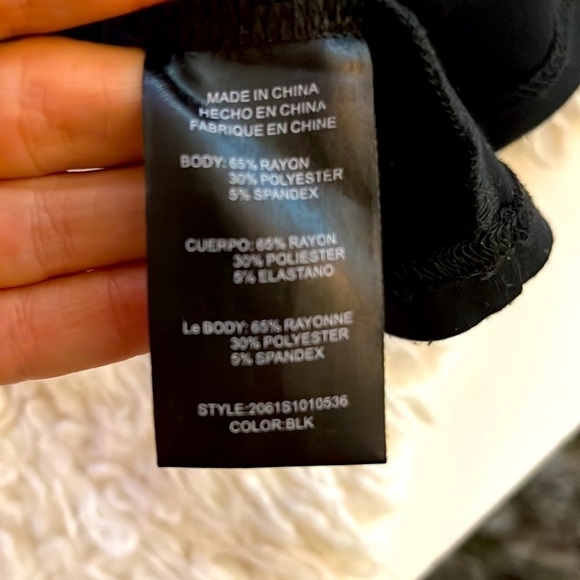 MADE IN CHINA
HECHO EN CHINA
FABRIQUE EN CHINE
BODY: 65% RAYON
30% POLYESTER
5% SPANDEX
CUERPO: 65% RAYON
30% POLIESTER
5% ELASTANO
Le BODY: 65% RAYONNE
30% POLYESTER
5% SPANDEX
STYLE:2061S1010536
COLOR:BLK